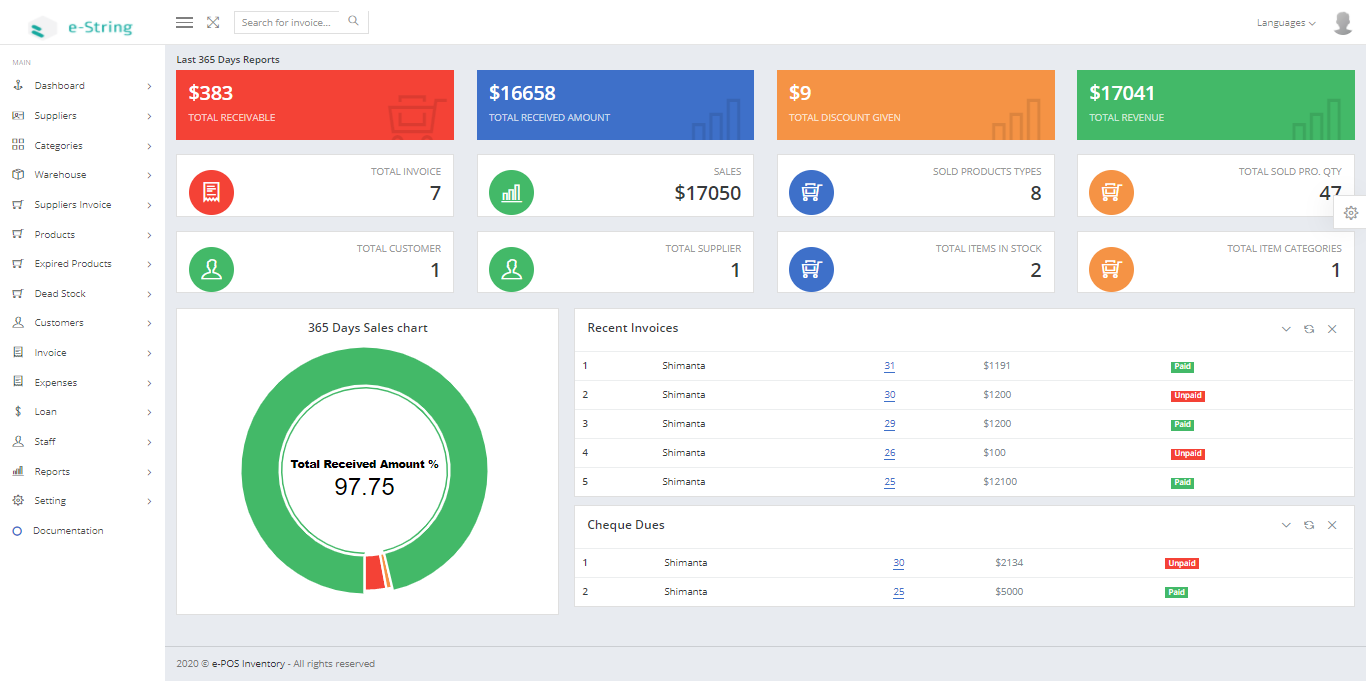 e-String
Search for invoice...
Languages
MAIN
Dashboard
Suppliers
Categories
Warehouse
Suppliers Invoice
Products
Expired Products
Dead Stock
Customers
Invoice
Expenses
Loan
Staff
Reports
Setting
Documentation
Last 365 Days Reports
$383
TOTAL RECEIVABLE
$16658
TOTAL RECEIVED AMOUNT
$9
TOTAL DISCOUNT GIVEN
$17041
TOTAL REVENUE
TOTAL INVOICE
7
SALES
$17050
SOLD PRODUCTS TYPES
8
TOTAL SOLD PRO. QTY
47
TOTAL CUSTOMER
1
TOTAL SUPPLIER
1
TOTAL ITEMS IN STOCK
2
TOTAL ITEM CATEGORIES
1
365 Days Sales chart
Total Received Amount %
97.75
Recent Invoices
1 Shimanta 31 $1191 Paid
2 Shimanta 30 $1200 Unpaid
3 Shimanta 29 $1200 Paid
4 Shimanta 26 $100 Unpaid
5 Shimanta 25 $12100 Paid
Cheque Dues
1 Shimanta 30 $2134 Unpaid
2 Shimanta 25 $5000 Paid
2020 © e-POS Inventory - All rights reserved